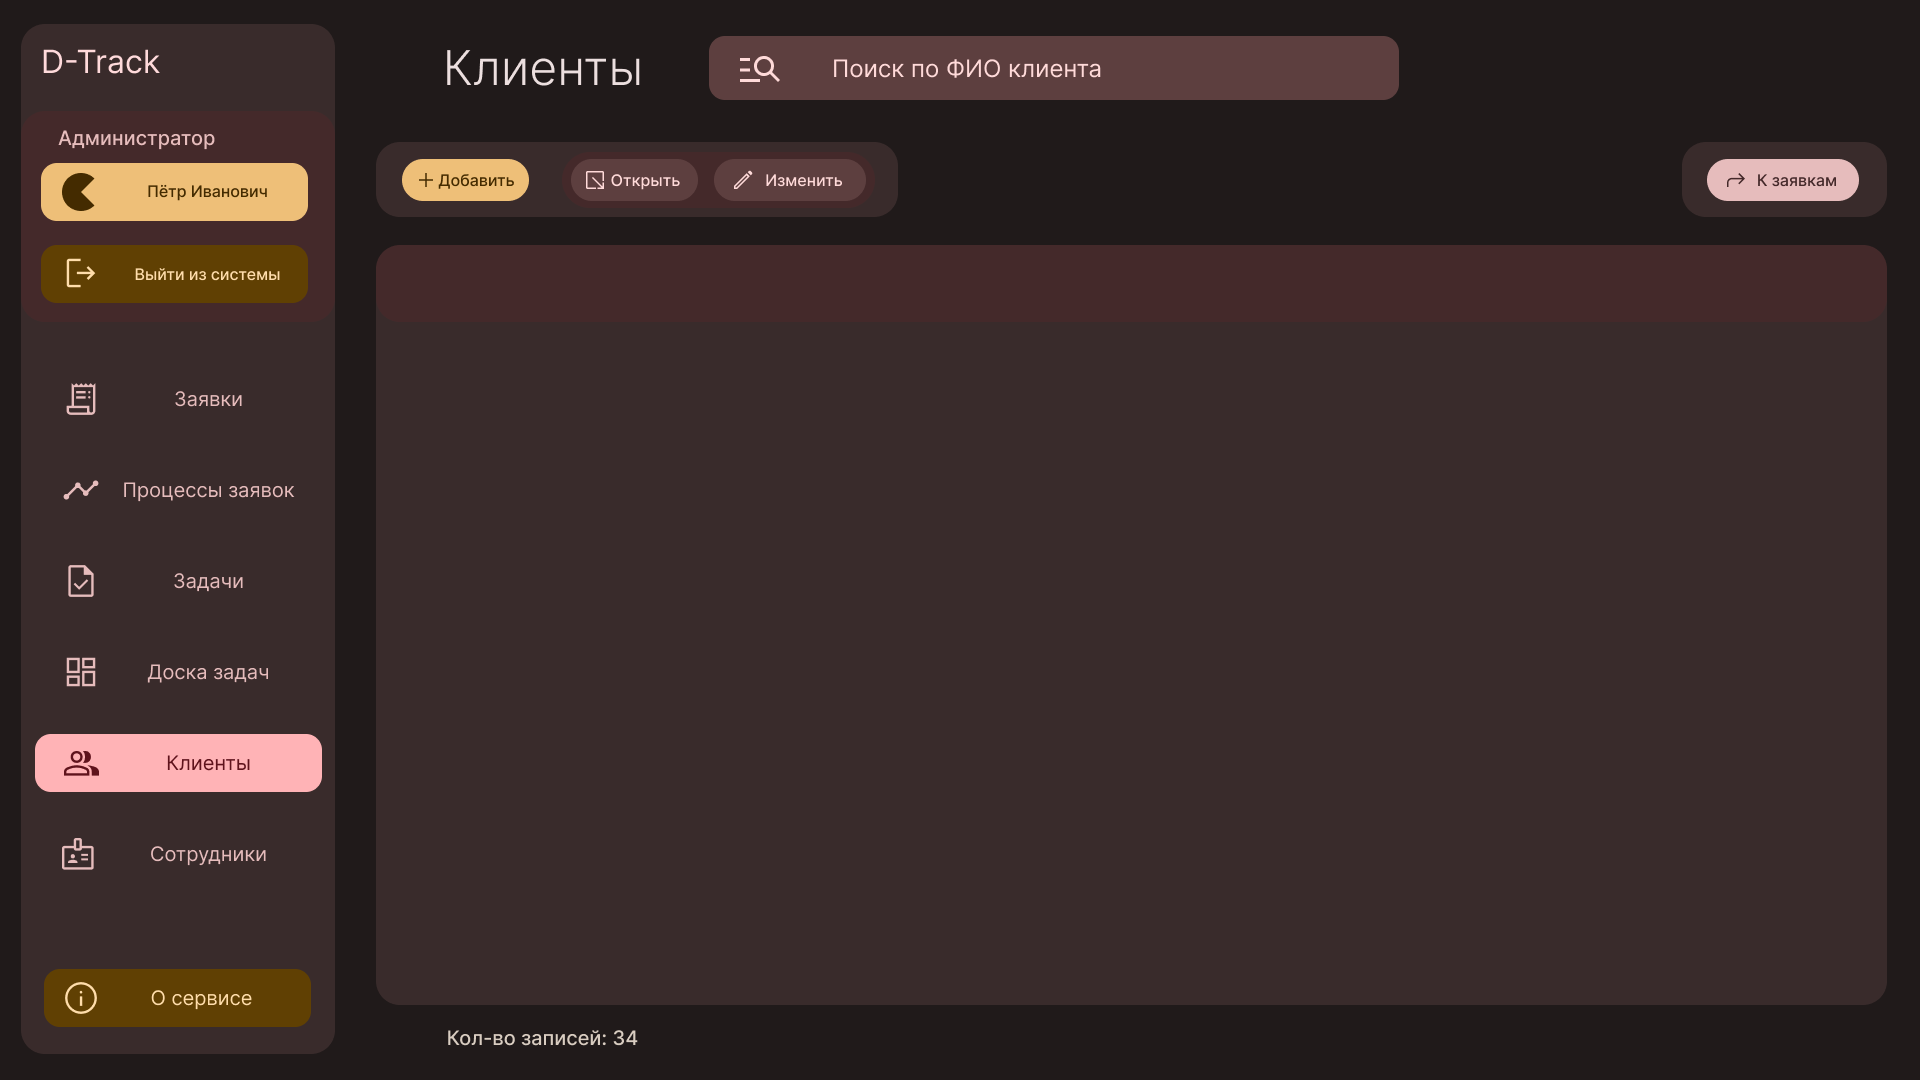 D-Track
Администратор
Пётр Иванович
Выйти из системы
Заявки
Процессы заявок
Задачи
Доска задач
Клиенты
Сотрудники
О сервисе
Клиенты
Поиск по ФИО клиента
Добавить
Открыть
Изменить
К заявкам
Кол-во записей: 34